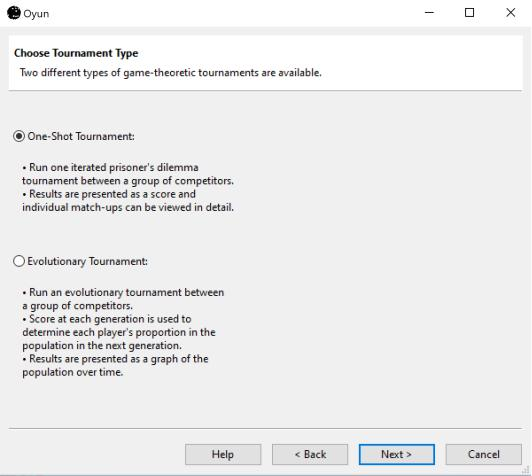 Oyun
Choose Tournament Type
Two different types of game-theoretic tournaments are available.
One-Shot Tournament:
• Run one iterated prisoner's dilemma
tournament between a group of competitors.
• Results are presented as a score and
individual match-ups can be viewed in detail.
Evolutionary Tournament:
• Run an evolutionary tournament between
a group of competitors.
• Score at each generation is used to
determine each player's proportion in the
population in the next generation.
• Results are presented as a graph of the
population over time.
Help
< Back
Next >
Cancel